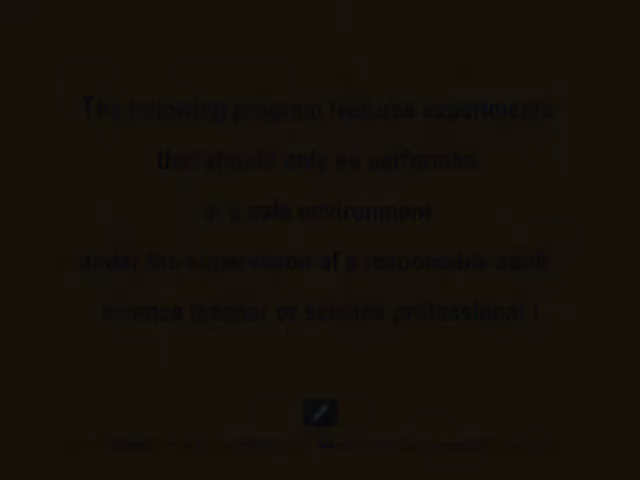 The following program features experiments
that should only be performed
in a safe environment
under the supervision of a responsible adult
science teacher or science professional !